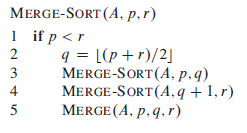 MERGE-SORT(A, p, r)
1 if p < r
2 q = ⌊(p + r)/2⌋
3 MERGE-SORT(A, p, q)
4 MERGE-SORT(A, q + 1, r)
5 MERGE(A, p, q, r)